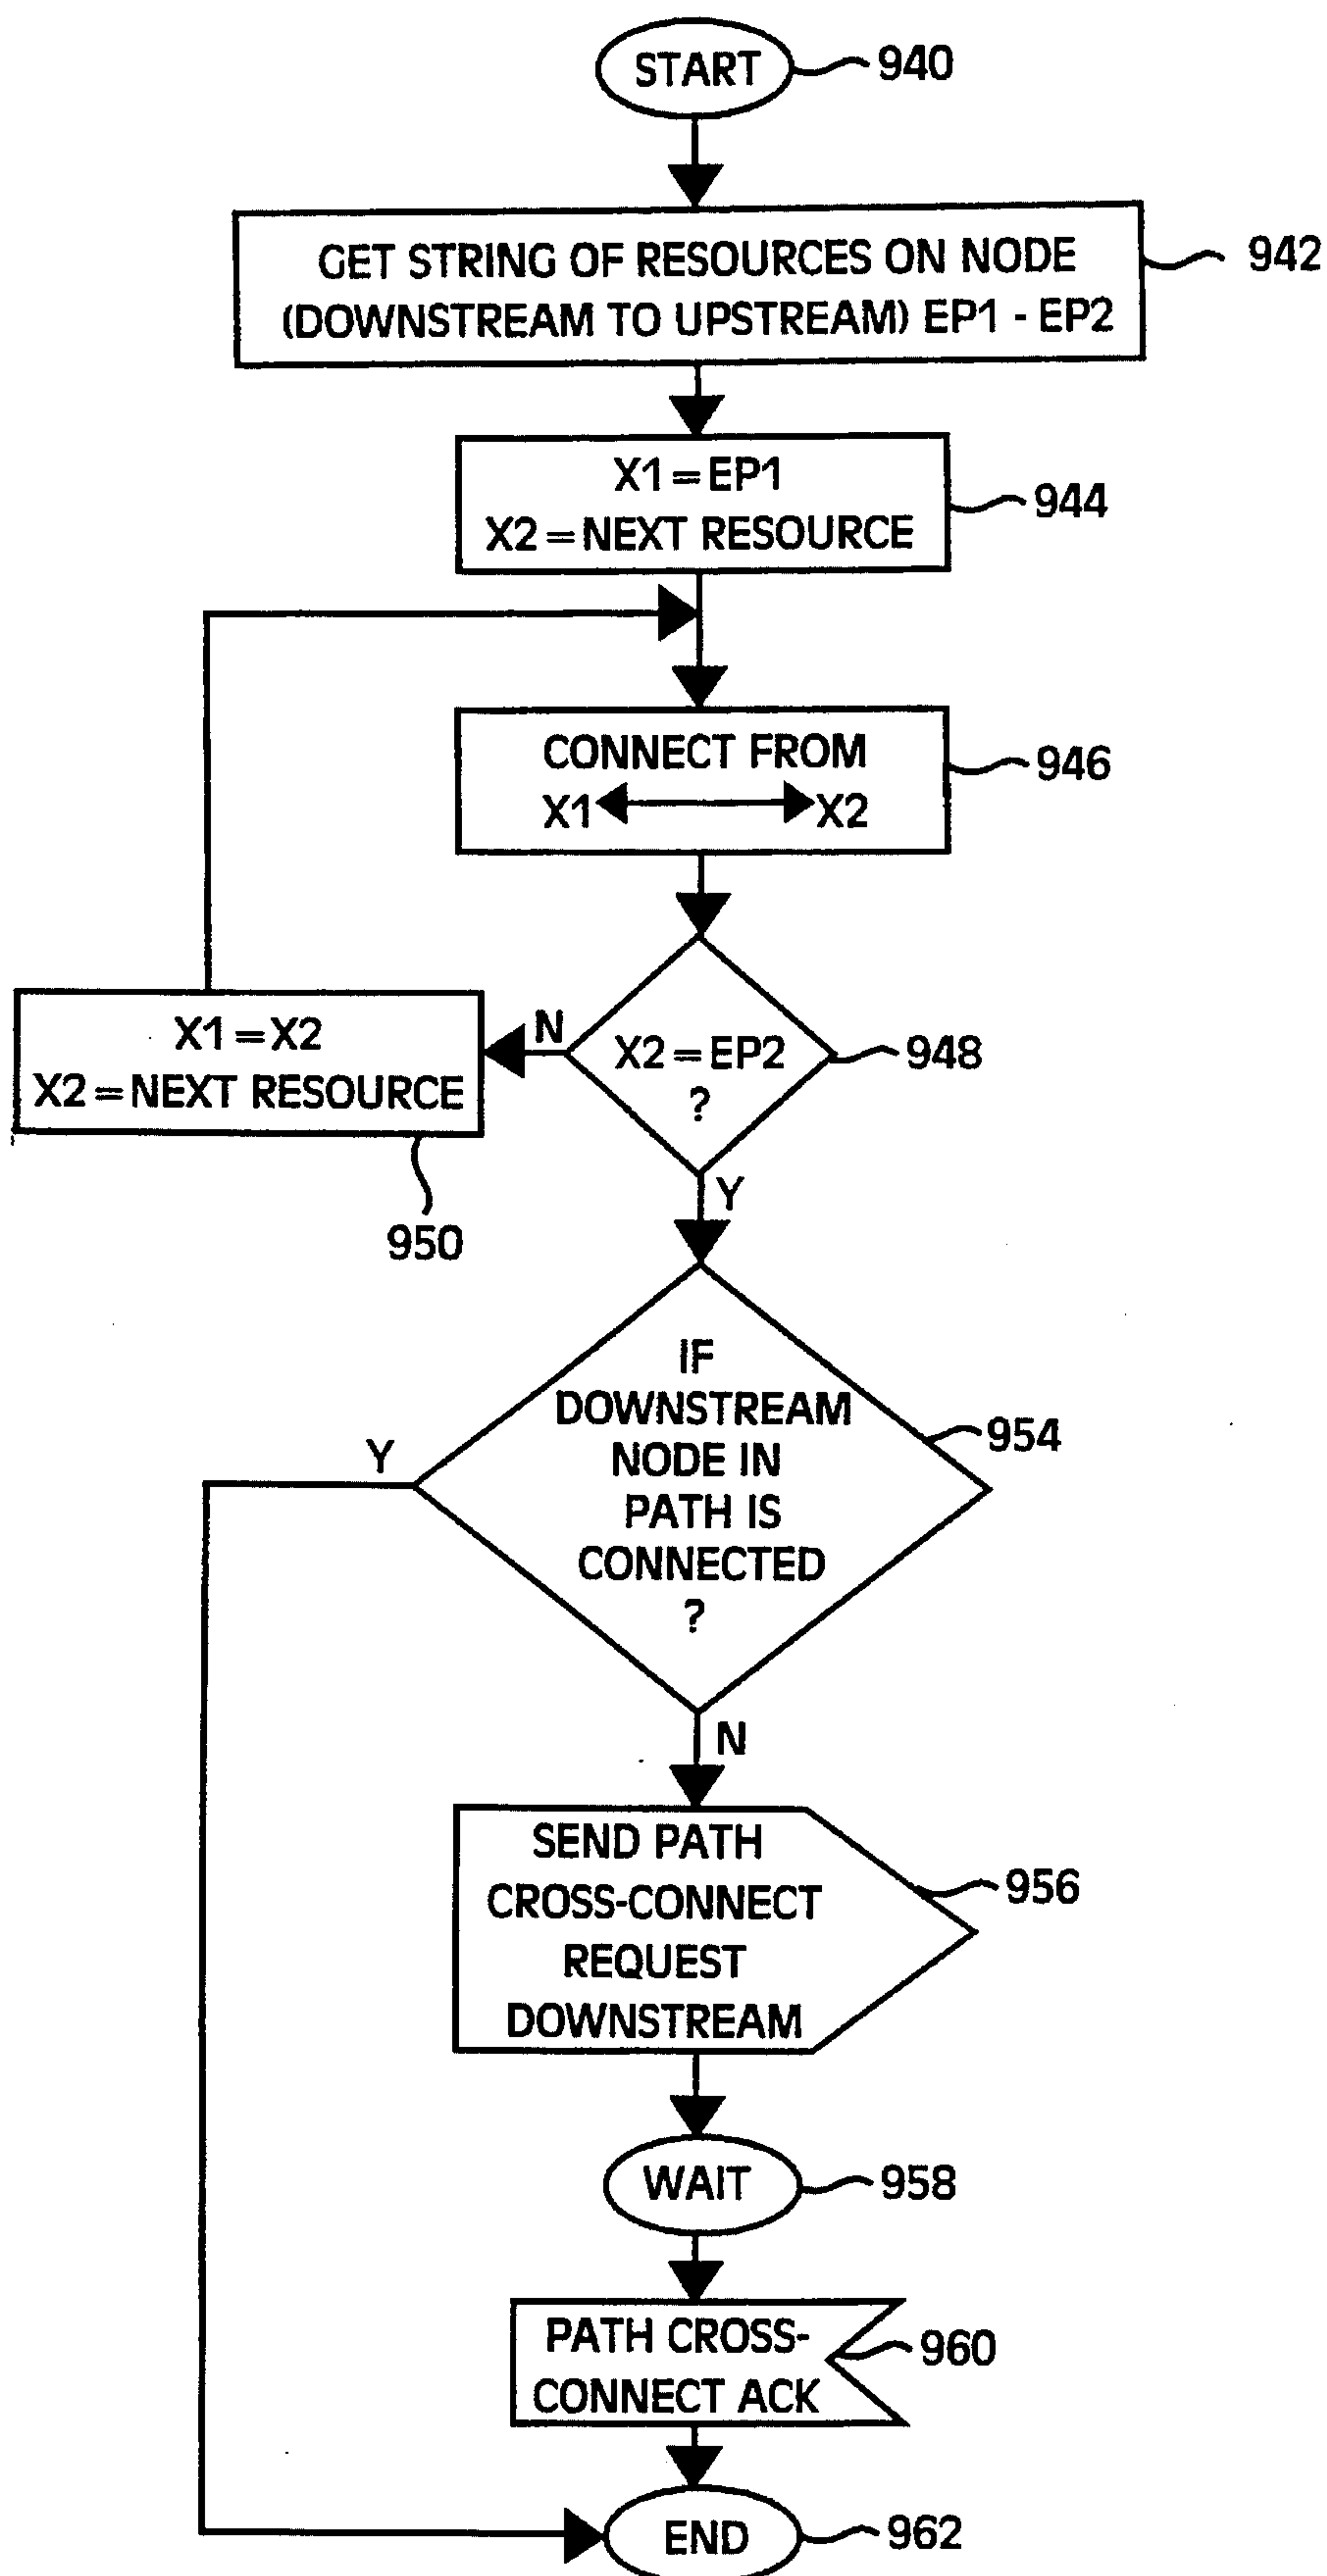 START
940
GET STRING OF RESOURCES ON NODE
(DOWNSTREAM TO UPSTREAM) EP1 - EP2
942
X1 = EP1
X2 = NEXT RESOURCE
944
CONNECT FROM
X1 X2
946
X1 = X2
X2 = NEXT RESOURCE
950
N
X2 = EP2
?
948
Y
IF
DOWNSTREAM
NODE IN
PATH IS
CONNECTED
?
954
Y
N
SEND PATH
CROSS-CONNECT
REQUEST
DOWNSTREAM
956
WAIT
958
PATH CROSS-
CONNECT ACK
960
END
962